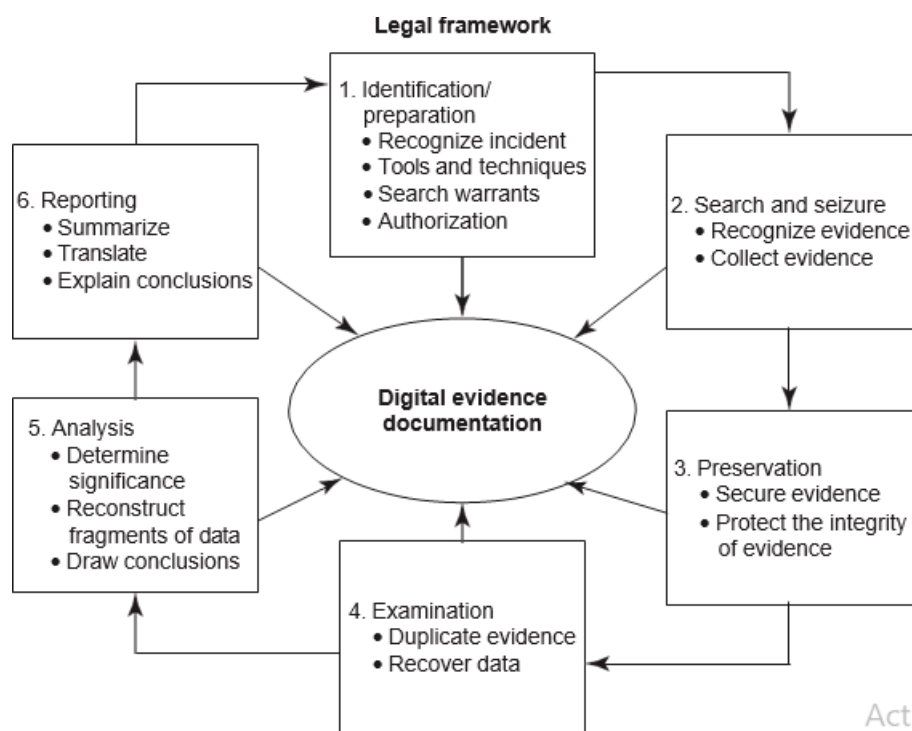 Legal framework
1. Identification/
preparation
• Recognize incident
• Tools and techniques
• Search warrants
• Authorization
2. Search and seizure
• Recognize evidence
• Collect evidence
3. Preservation
• Secure evidence
• Protect the integrity
of evidence
4. Examination
• Duplicate evidence
• Recover data
5. Analysis
• Determine
significance
• Reconstruct
fragments of data
• Draw conclusions
6. Reporting
• Summarize
• Translate
• Explain conclusions
Digital evidence
documentation
Act